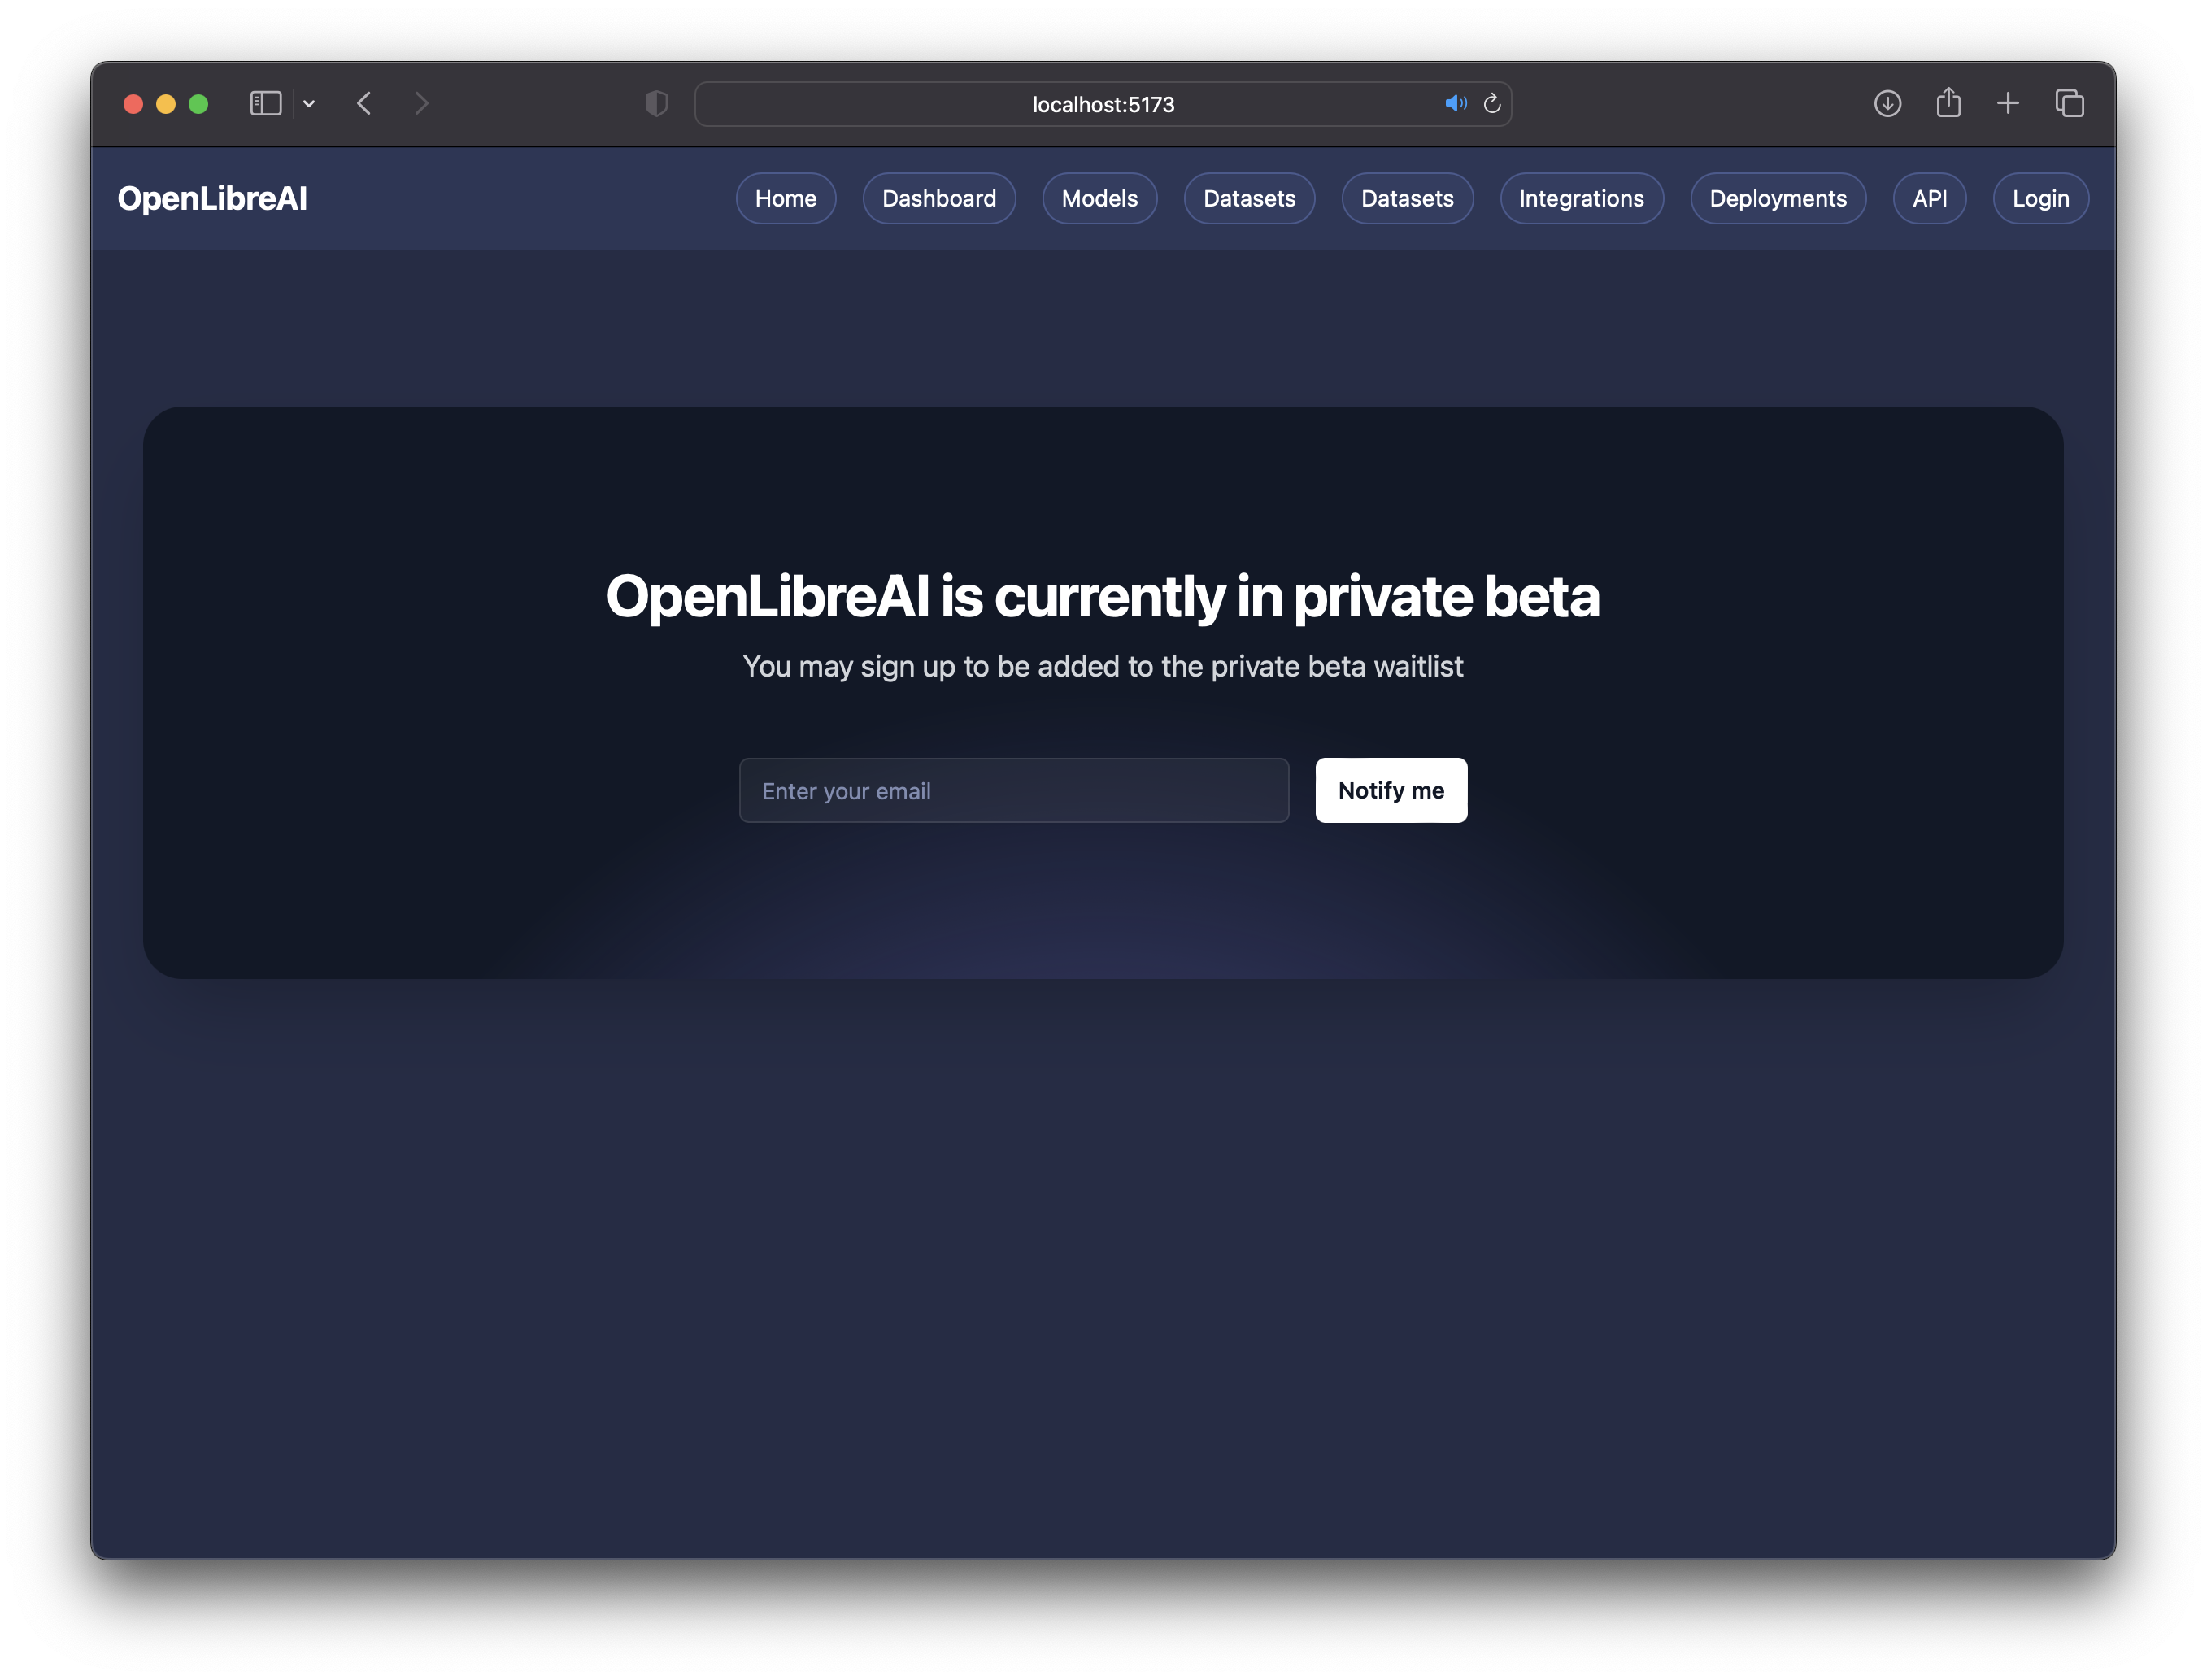 localhost:5173
OpenLibreAI
Home Dashboard Models Datasets Datasets Integrations Deployments API Login
OpenLibreAI is currently in private beta
You may sign up to be added to the private beta waitlist
Enter your email Notify me